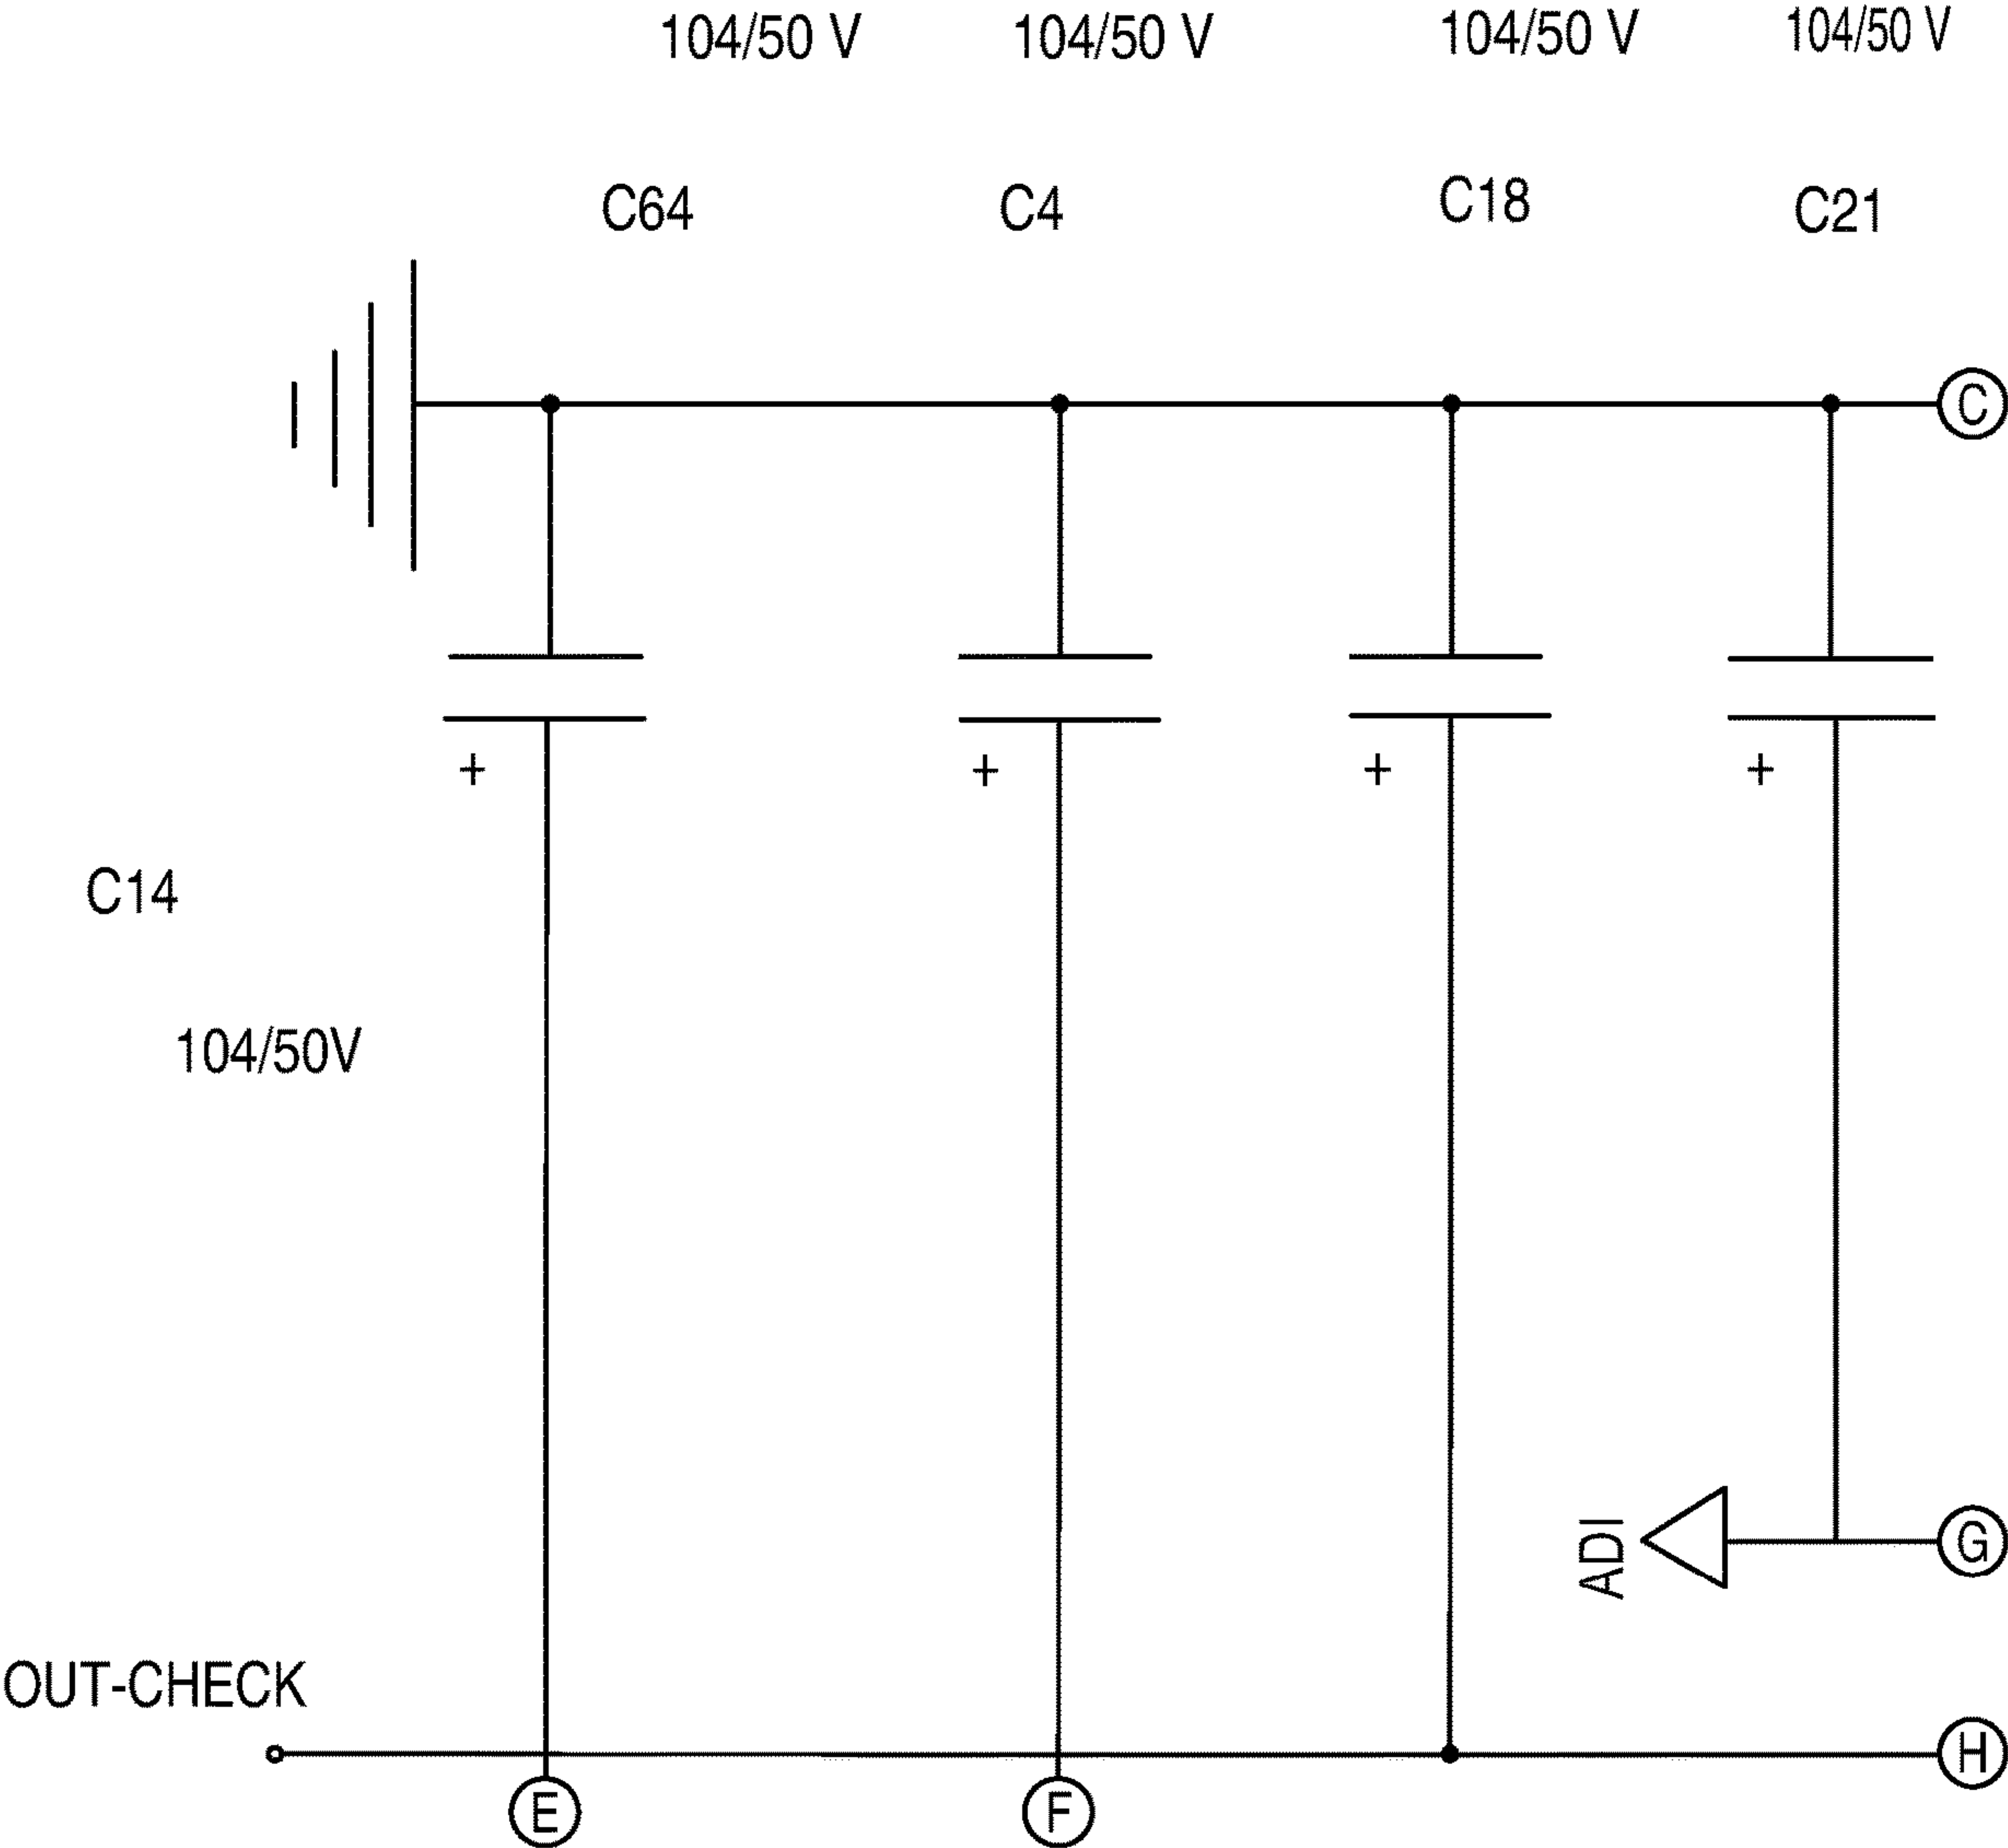 104/50 V
104/50 V
104/50 V
104/50 V
C64
C4
C18
C21
C
+
+
+
+
C14
104/50V
ADI
G
OUT-CHECK
H
E
F